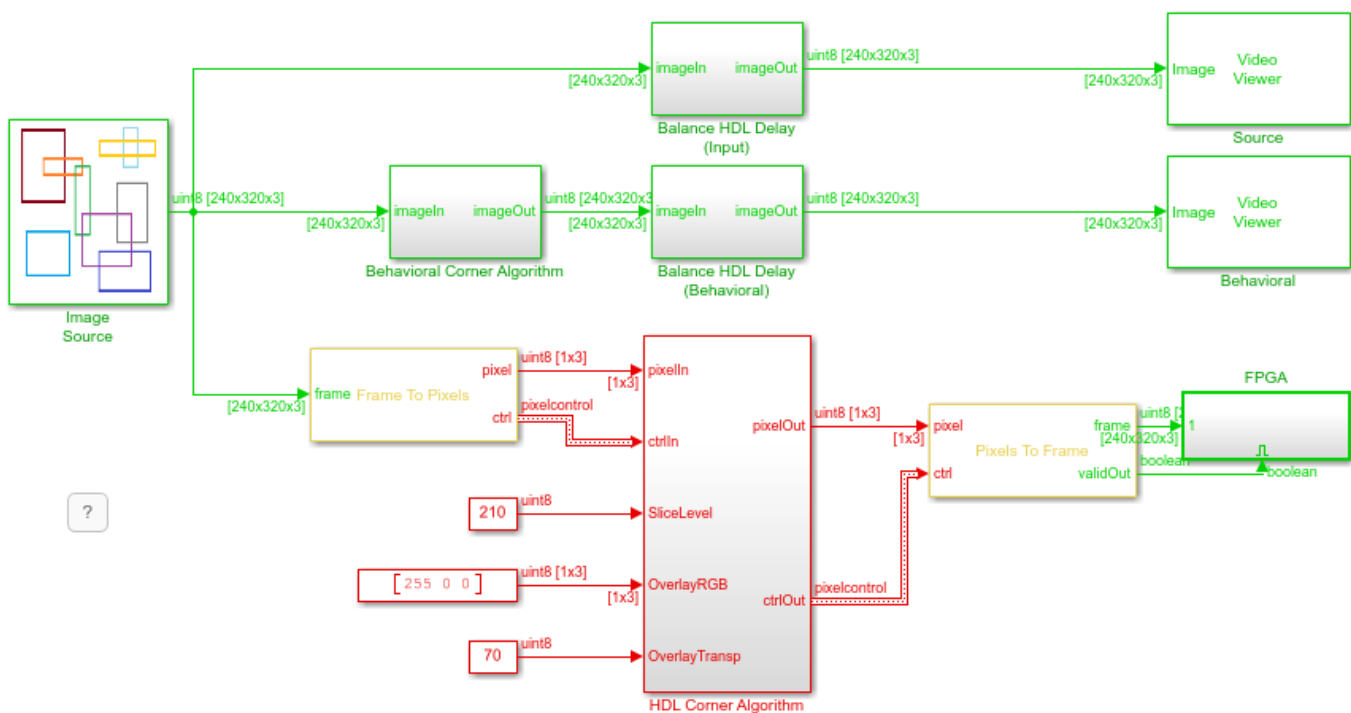 imageIn
imageOut
[240x320x3]
uint8 [240x320x3]
[240x320x3]
Image
Video
Viewer
Balance HDL Delay
(Input)
Source
uint8 [240x320x3]
[240x320x3]
imageIn
imageOut
uint8 [240x320x3]
[240x320x3]
imageIn
imageOut
uint8 [240x320x3]
[240x320x3]
Image
Video
Viewer
Behavioral Corner Algorithm
Balance HDL Delay
(Behavioral)
Behavioral
Image
Source
[240x320x3]
frame
Frame To Pixels
pixel
ctrl
uint8 [1x3]
[1x3]
pixelcontrol
pixelIn
ctrlIn
SliceLevel
OverlayRGB
OverlayTransp
pixelOut
ctrlOut
210
uint8
[ 255 0 0 ]
uint8 [1x3]
[1x3]
70
uint8
HDL Corner Algorithm
uint8 [1x3]
[1x3]
pixelcontrol
pixel
ctrl
Pixels To Frame
frame
validOut
[240x320x3]
boolean
FPGA
1
boolean
?